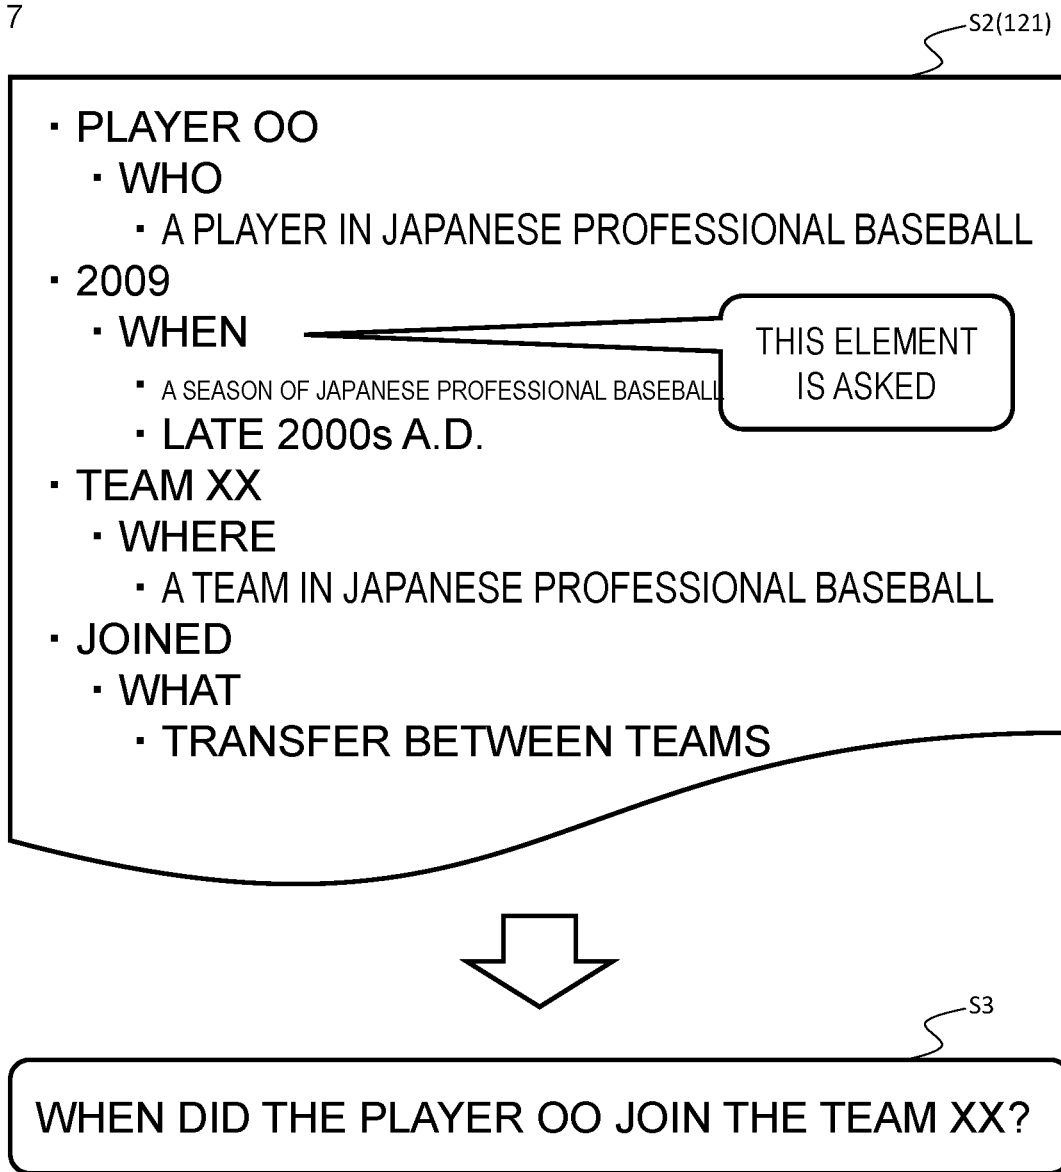 7
S2(121)
・PLAYER OO
・WHO
・A PLAYER IN JAPANESE PROFESSIONAL BASEBALL
・2009
・WHEN
THIS ELEMENT
IS ASKED
・A SEASON OF JAPANESE PROFESSIONAL BASEBALL
・LATE 2000s A.D.
・TEAM XX
・WHERE
・A TEAM IN JAPANESE PROFESSIONAL BASEBALL
・JOINED
・WHAT
・TRANSFER BETWEEN TEAMS
S3
WHEN DID THE PLAYER OO JOIN THE TEAM XX?